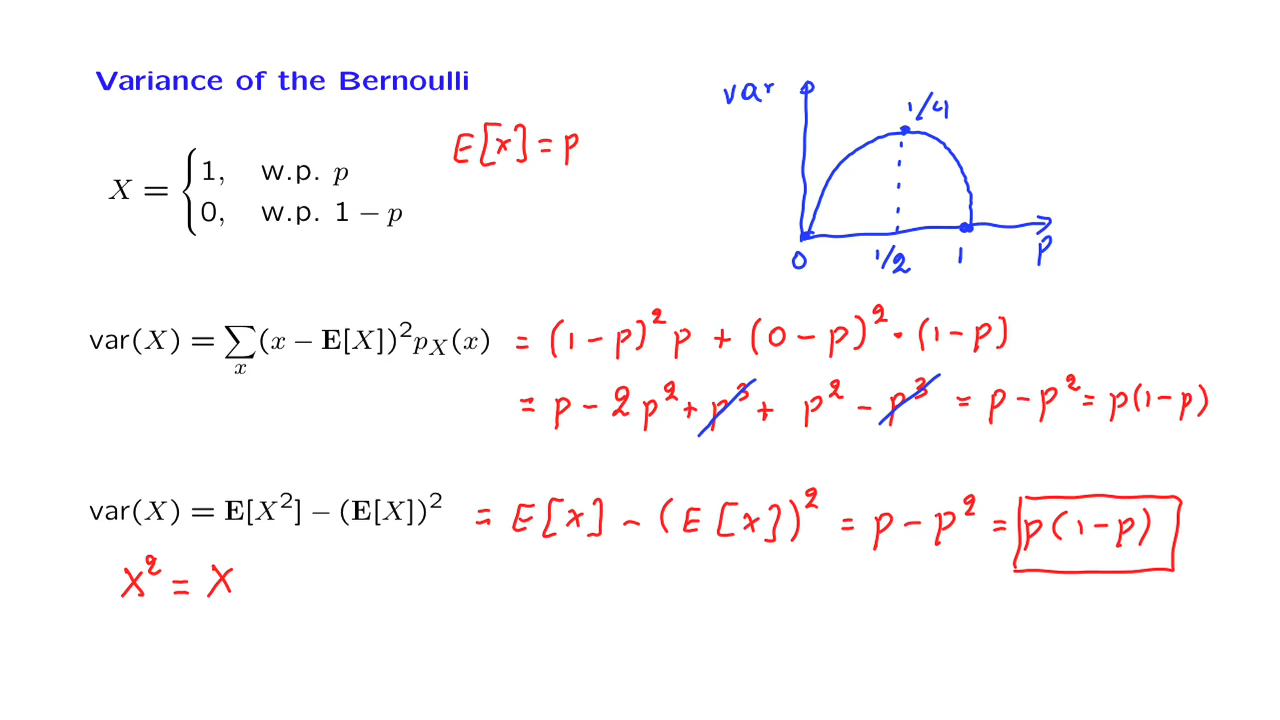 Variance of the Bernoulli
E[X] = p
X = { 1, w.p. p
0, w.p. 1 − p
var
1/4
0 1/2 1 p
var(X) = ∑ₓ (x − E[X])² p_X(x) = (1−p)² p + (0−p)² · (1−p)
= p − 2p² + p³ + p² − p³ = p − p² = p(1−p)
var(X) = E[X²] − (E[X])² = E[X] − (E[X])² = p − p² = p(1−p)
X² = X